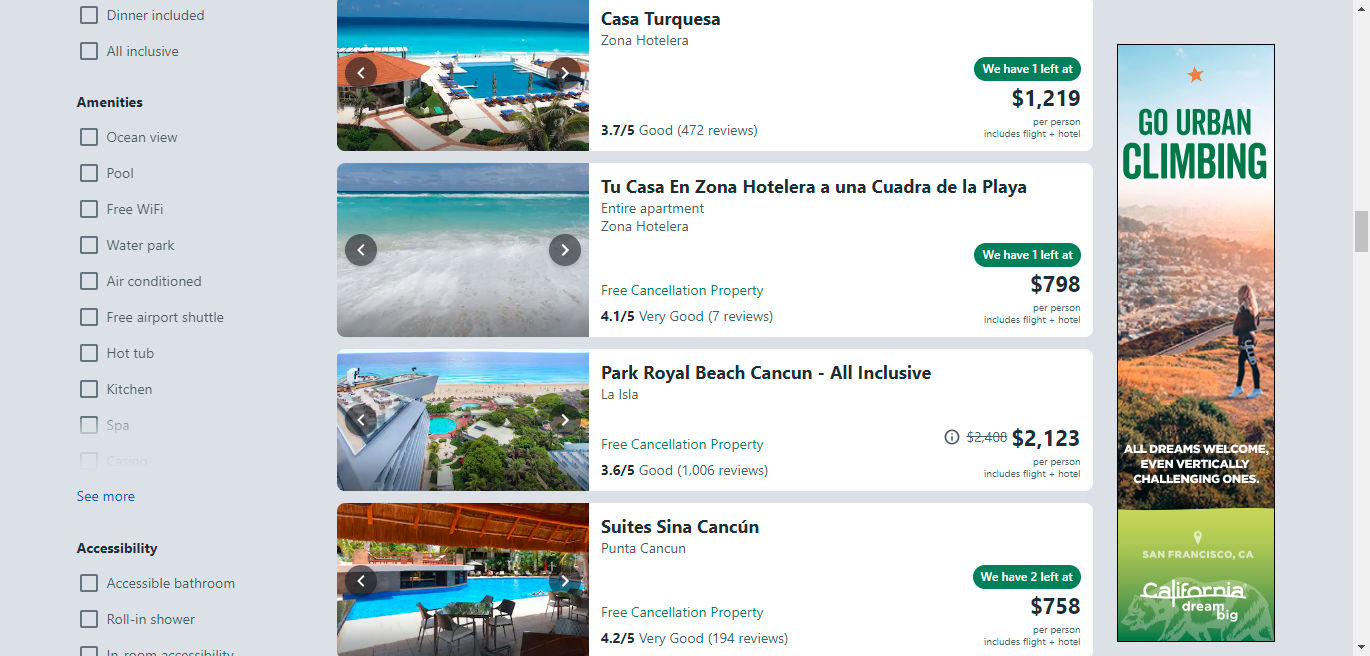 Dinner included
All inclusive
Amenities
Ocean view
Pool
Free WiFi
Water park
Air conditioned
Free airport shuttle
Hot tub
Kitchen
Spa
Casino
See more
Accessibility
Accessible bathroom
Roll-in shower
In-room accessibility
Casa Turquesa
Zona Hotelera
We have 1 left at
$1,219
per person
includes flight + hotel
3.7/5 Good (472 reviews)
Tu Casa En Zona Hotelera a una Cuadra de la Playa
Entire apartment
Zona Hotelera
We have 1 left at
$798
per person
includes flight + hotel
Free Cancellation Property
4.1/5 Very Good (7 reviews)
Park Royal Beach Cancun - All Inclusive
La Isla
$2,408 $2,123
per person
includes flight + hotel
Free Cancellation Property
3.6/5 Good (1,006 reviews)
Suites Sina Cancún
Punta Cancun
We have 2 left at
$758
per person
includes flight + hotel
Free Cancellation Property
4.2/5 Very Good (194 reviews)
GO URBAN
CLIMBING
ALL DREAMS WELCOME,
EVEN VERTICALLY
CHALLENGING ONES.
SAN FRANCISCO, CA
California
dream
big